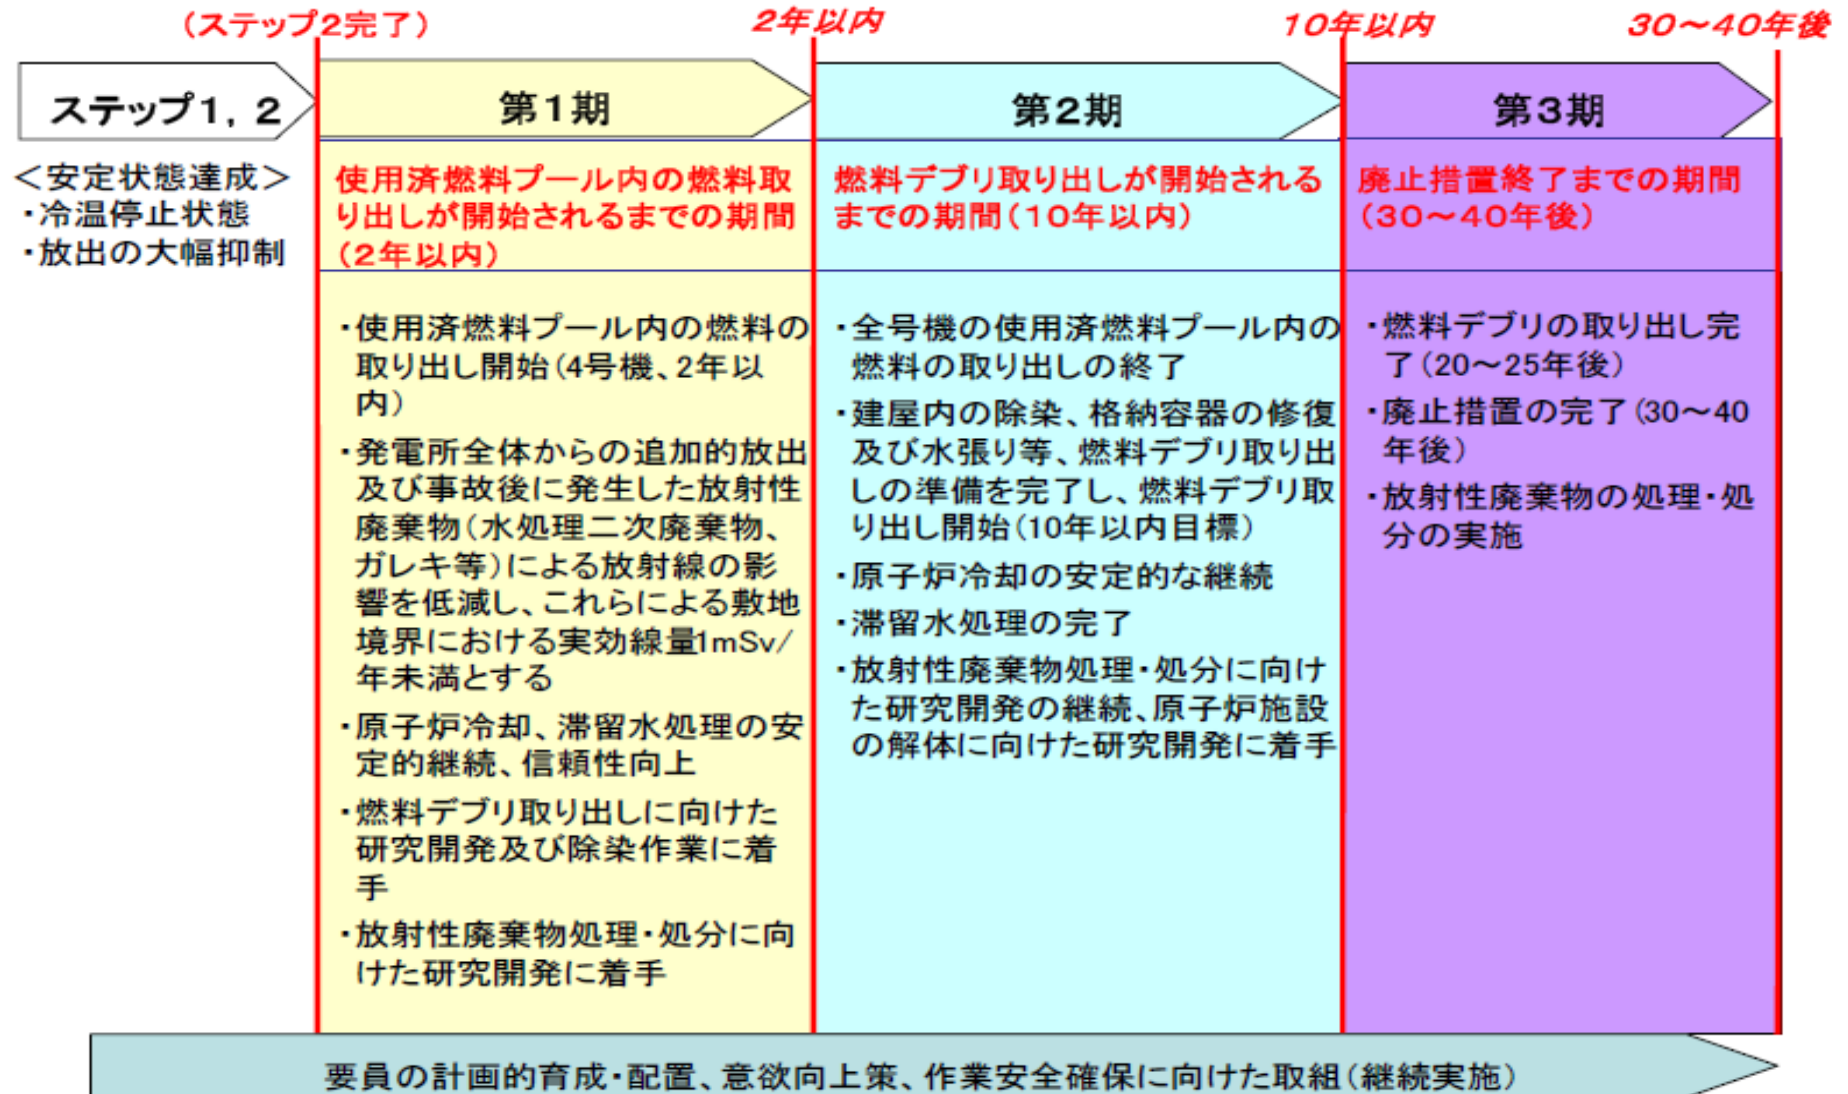 (ステップ2完了)
2年以内
10年以内
30～40年後
ステップ1, 2
第1期
第2期
第3期
＜安定状態達成＞
・冷温停止状態
・放出の大幅抑制
使用済燃料プール内の燃料取
り出しが開始されるまでの期間
(2年以内)
・使用済燃料プール内の燃料の
取り出し開始(4号機、2年以
内)
・発電所全体からの追加的放出
及び事故後に発生した放射性
廃棄物(水処理二次廃棄物、
ガレキ等)による放射線の影
響を低減し、これらによる敷地
境界における実効線量1mSv/
年未満とする
・原子炉冷却、滞留水処理の安
定的継続、信頼性向上
・燃料デブリ取り出しに向けた
研究開発及び除染作業に着
手
・放射性廃棄物処理・処分に向
けた研究開発に着手
燃料デブリ取り出しが開始される
までの期間(10年以内)
・全号機の使用済燃料プール内の
燃料の取り出しの終了
・建屋内の除染、格納容器の修復
及び水張り等、燃料デブリ取り出
しの準備を完了し、燃料デブリ取
り出し開始(10年以内目標)
・原子炉冷却の安定的な継続
・滞留水処理の完了
・放射性廃棄物処理・処分に向け
た研究開発の継続、原子炉施設
の解体に向けた研究開発に着手
廃止措置終了までの期間
(30～40年後)
・燃料デブリの取り出し完
了(20～25年後)
・廃止措置の完了(30～40
年後)
・放射性廃棄物の処理・処
分の実施
要員の計画的育成・配置、意欲向上策、作業安全確保に向けた取組(継続実施)